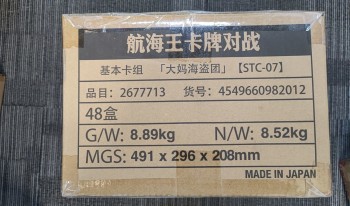 航海王卡牌对战
基本卡组 「大妈海盗团」【STC-07】
品目：2677713 货号：4549660982012
48盒
G/W: 8.89kg N/W: 8.52kg
MGS: 491 x 296 x 208mm
MADE IN JAPAN